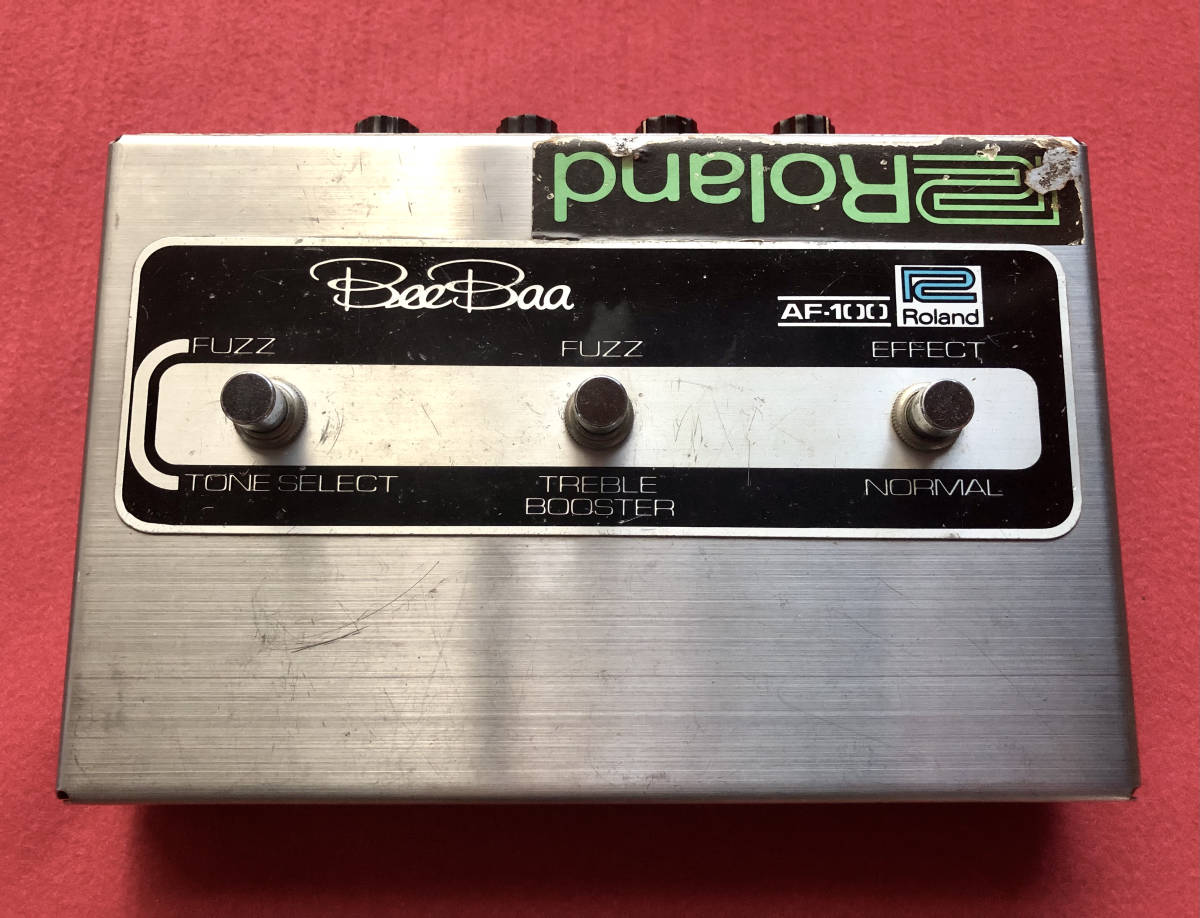 Roland
BeeBaa
AF-100
Roland
FUZZ
FUZZ
EFFECT
TONE SELECT
TREBLE
BOOSTER
NORMAL